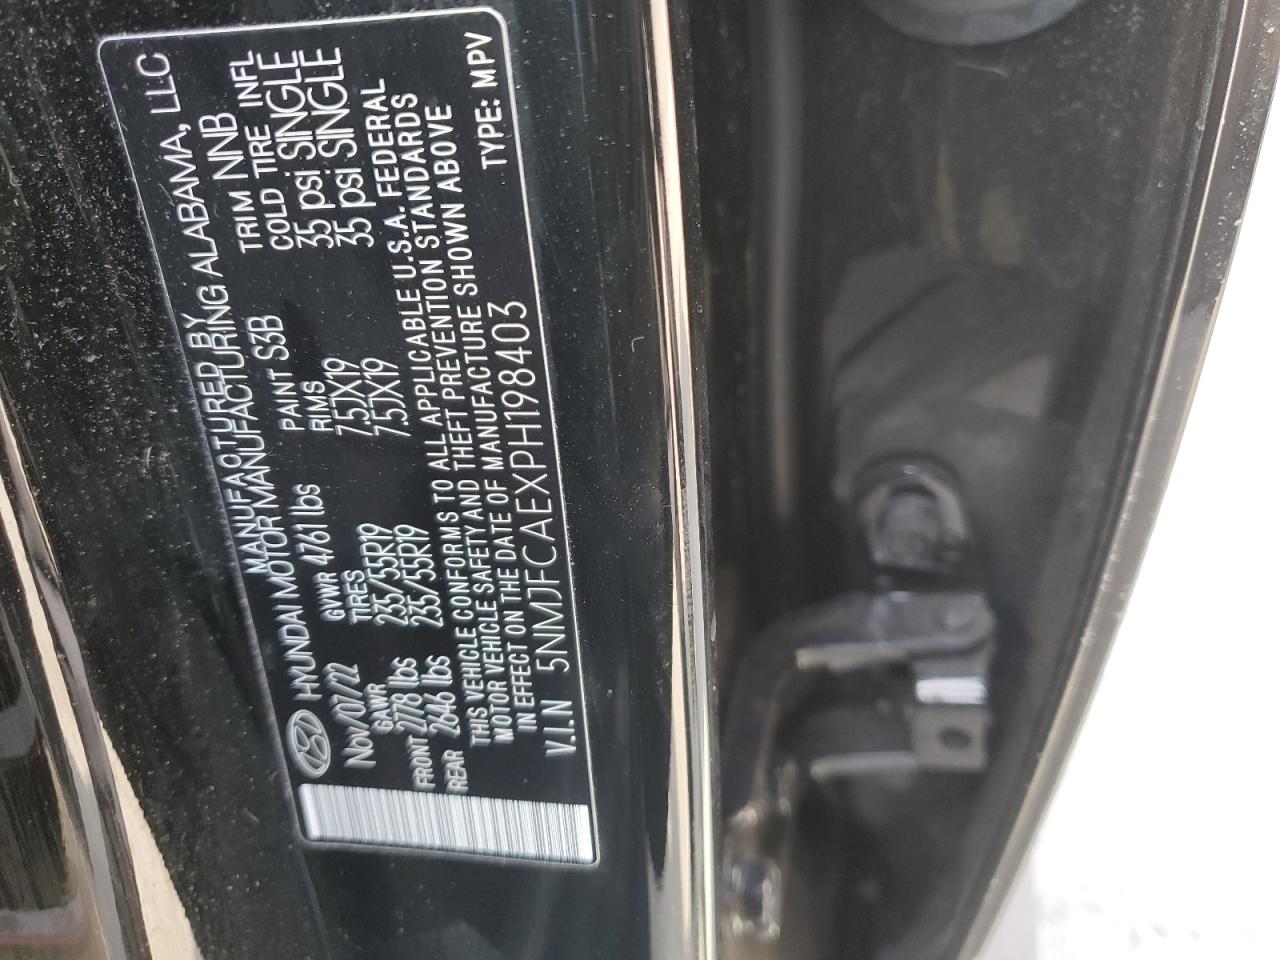 MANUFACTURED BY
HYUNDAI MOTOR MANUFACTURING ALABAMA, LLC
Nov/07/22 GVWR 4761 lbs PAINT S3B TRIM NNB
GAWR TIRES RIMS COLD TIRE INFL
FRONT 2778 lbs 235/55R19 7.5JX19 35 psi SINGLE
REAR 2646 lbs 235/55R19 7.5JX19 35 psi SINGLE
THIS VEHICLE CONFORMS TO ALL APPLICABLE U.S.A. FEDERAL
MOTOR VEHICLE SAFETY AND THEFT PREVENTION STANDARDS
IN EFFECT ON THE DATE OF MANUFACTURE SHOWN ABOVE
V.I.N 5NMJFCAEXPH198403 TYPE: MPV